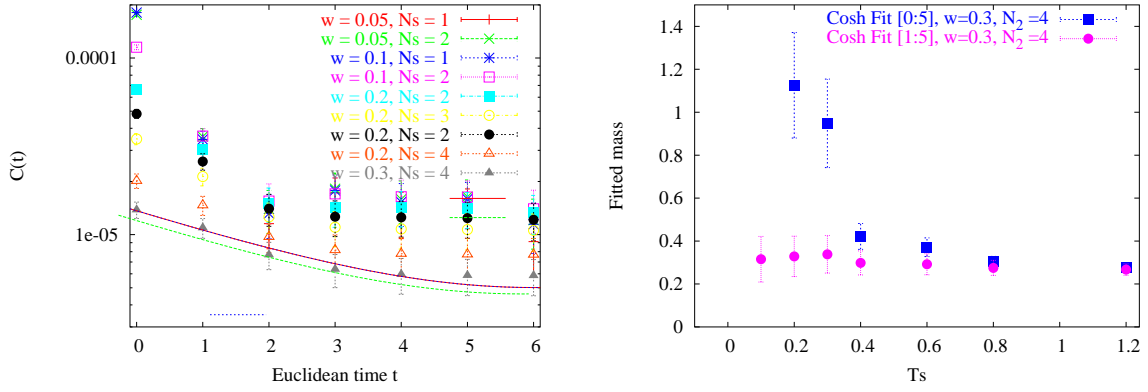 w = 0.05, Ns = 1
w = 0.05, Ns = 2
w = 0.1, Ns = 1
w = 0.1, Ns = 2
w = 0.2, Ns = 2
w = 0.2, Ns = 3
w = 0.2, Ns = 2
w = 0.2, Ns = 4
w = 0.3, Ns = 4
0.0001
1e-05
C(t)
0 1 2 3 4 5 6
Euclidean time t
Cosh Fit [0:5], w=0.3, N2 =4
Cosh Fit [1:5], w=0.3, N2 =4
1.4
1.2
1
0.8
0.6
0.4
0.2
0
Fitted mass
0 0.2 0.4 0.6 0.8 1 1.2
Ts